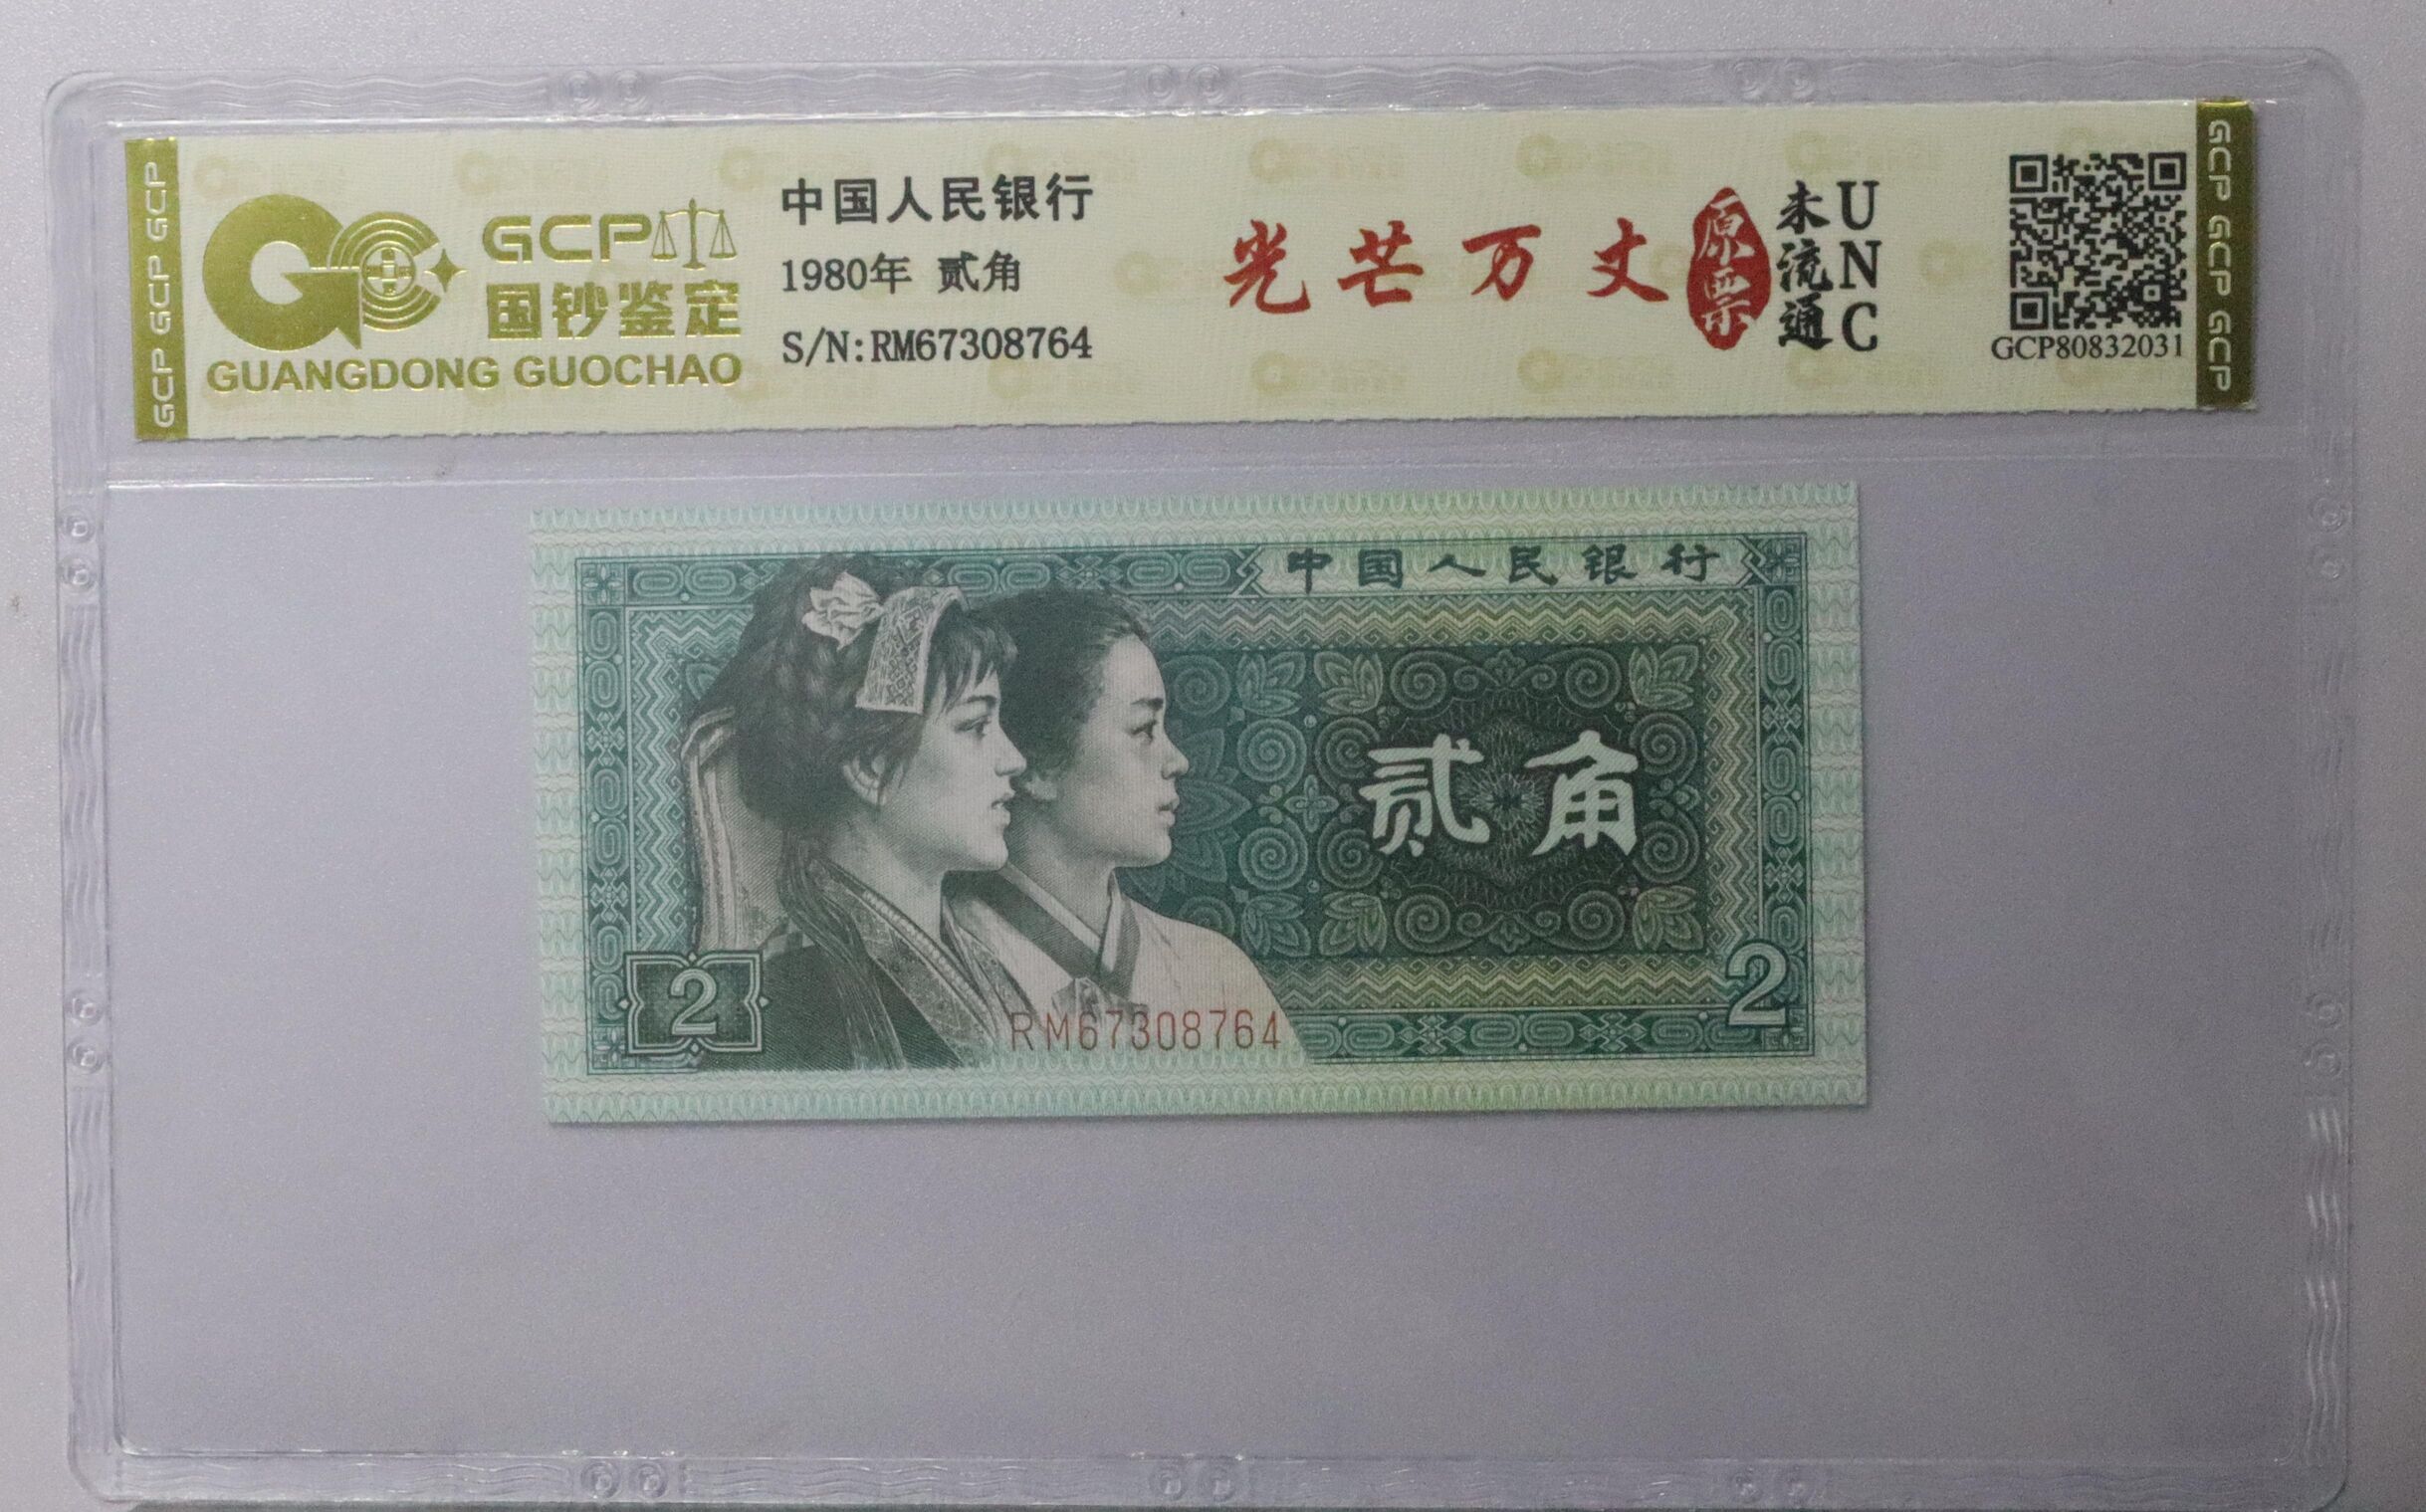 GCP GCP GCP
GCP
国钞鉴定
GUANGDONG GUOCHAO
中国人民银行
1980年 贰角
S/N:RM67308764
光芒万丈
原票
未流通
UNC
GCP80832031
GCP GCP GCP
中国人民银行
贰角
2
RM67308764
2